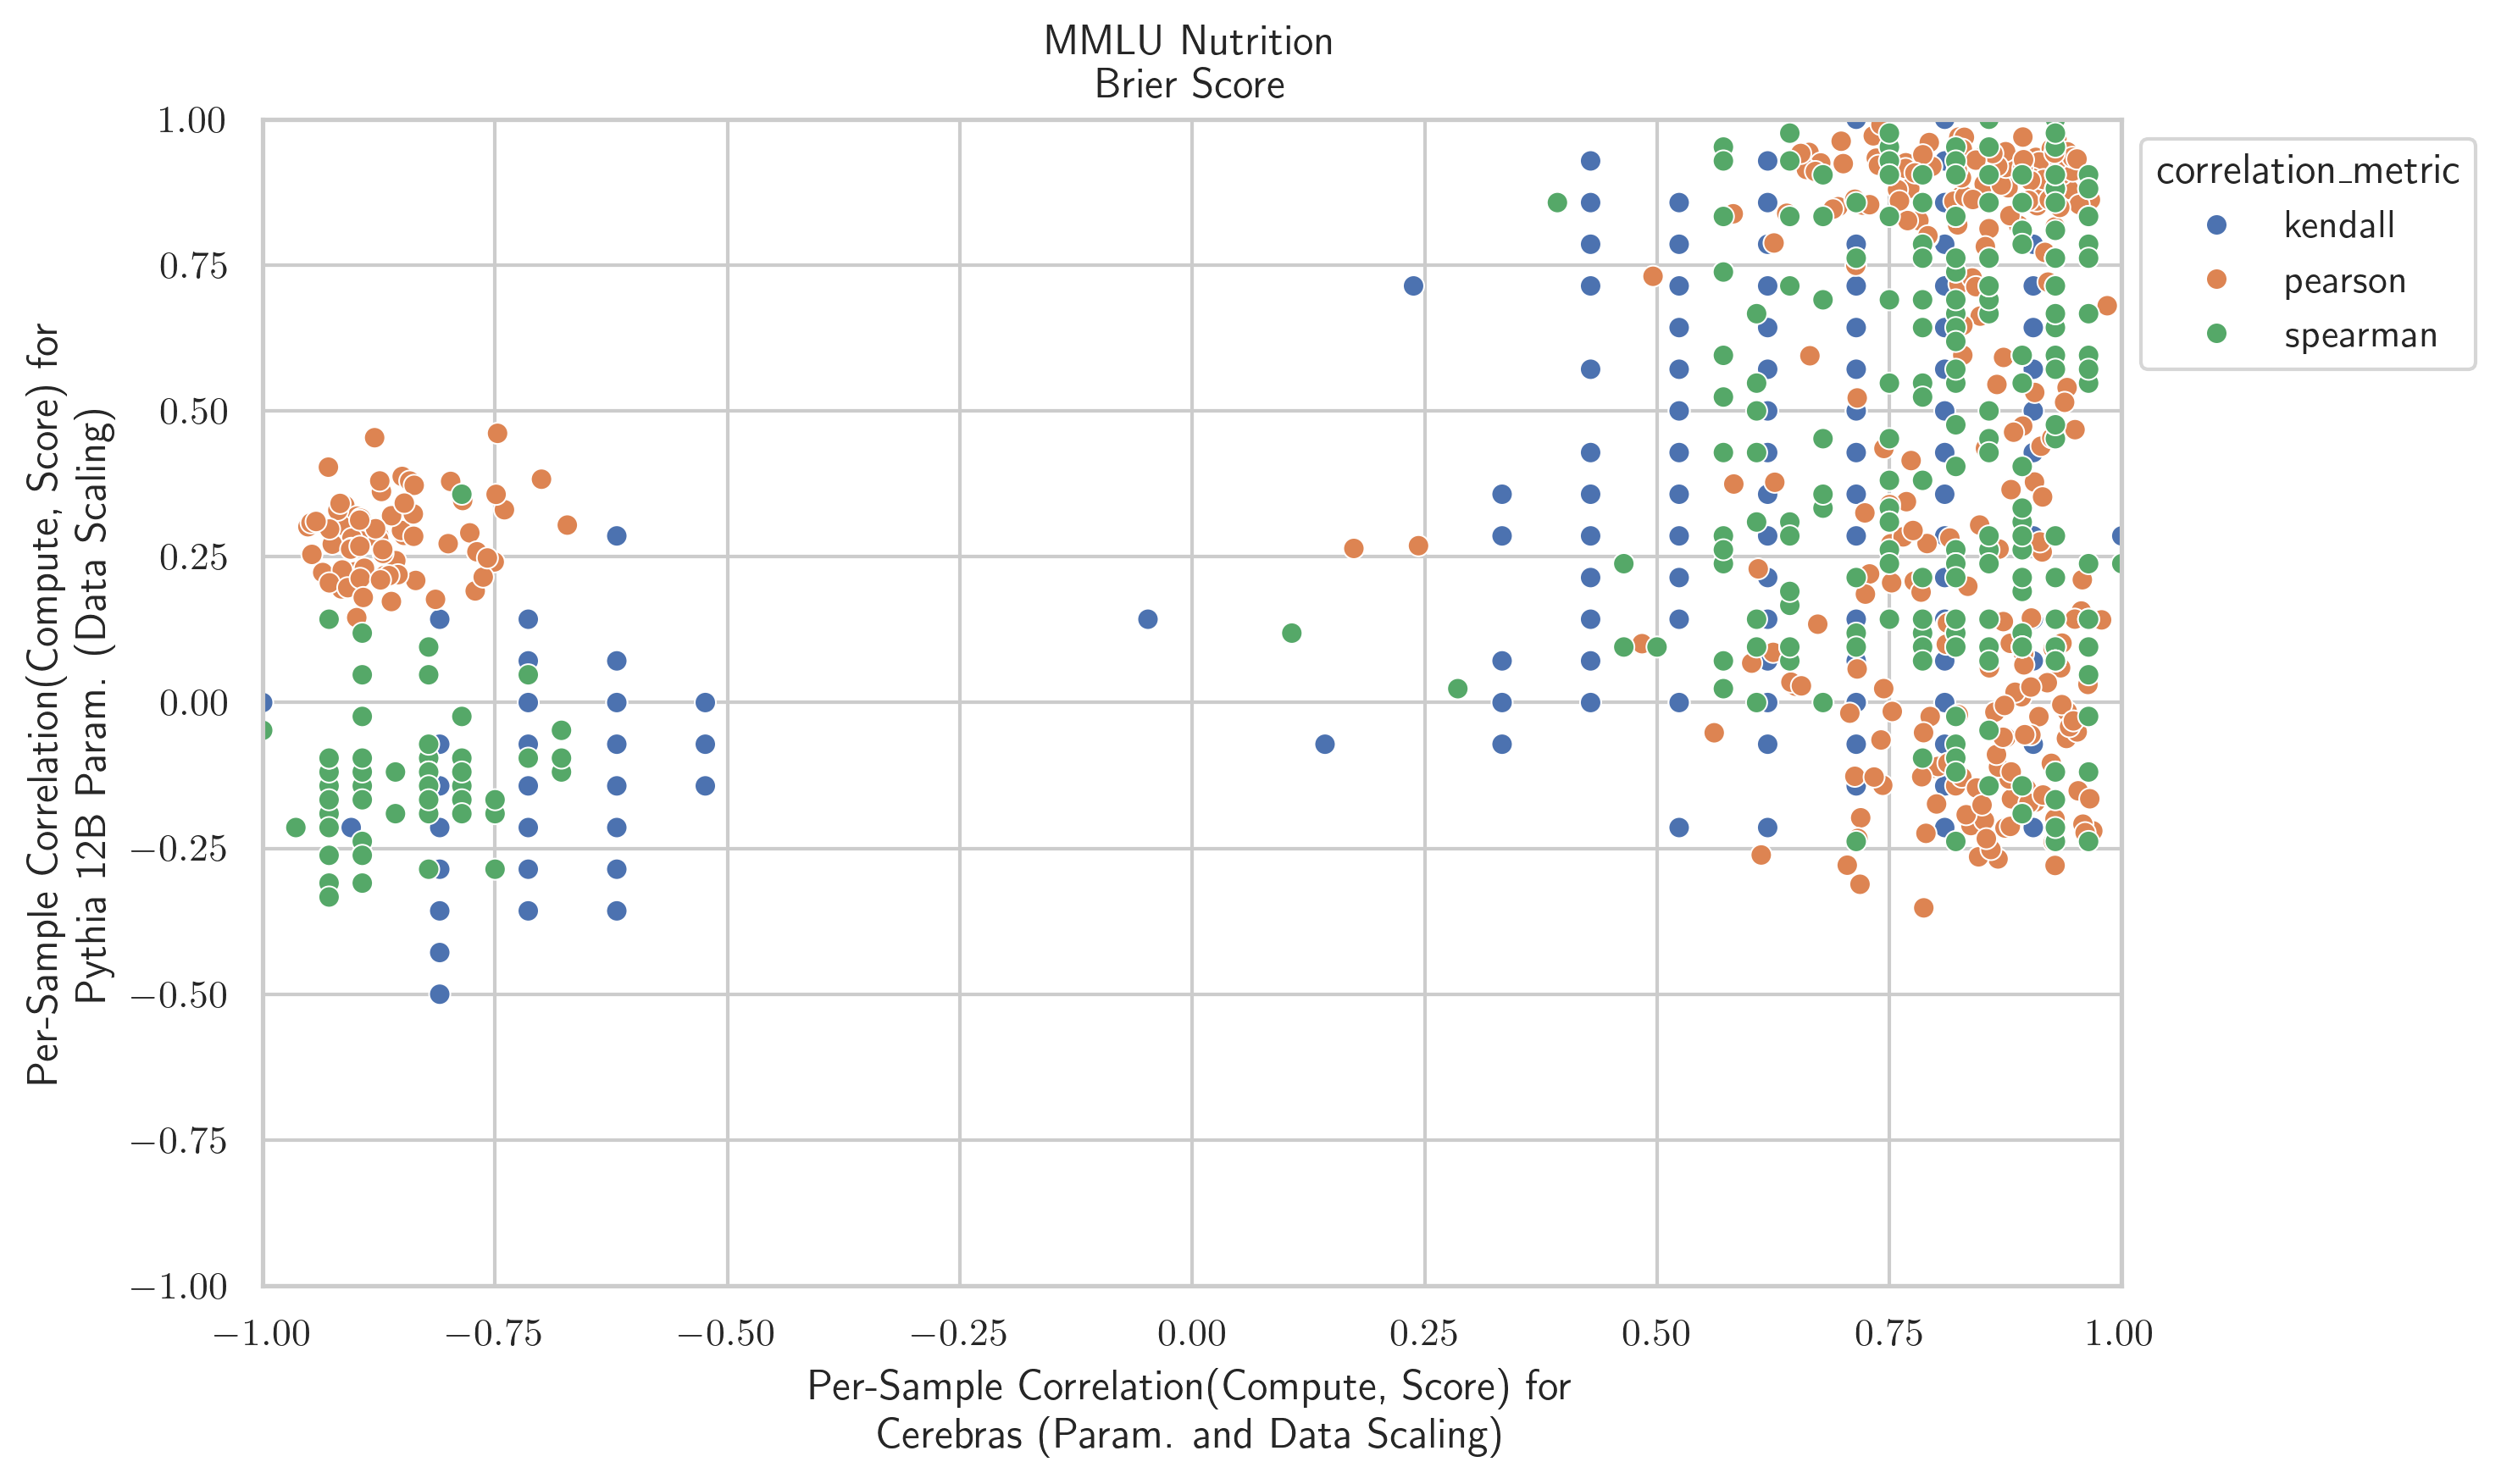 MMLU Nutrition
Brier Score
Per-Sample Correlation(Compute, Score) for
Pythia 12B Param. (Data Scaling)
1.00
0.75
0.50
0.25
0.00
−0.25
−0.50
−0.75
−1.00
−1.00 −0.75 −0.50 −0.25 0.00 0.25 0.50 0.75 1.00
Per-Sample Correlation(Compute, Score) for
Cerebras (Param. and Data Scaling)
correlation_metric
kendall
pearson
spearman